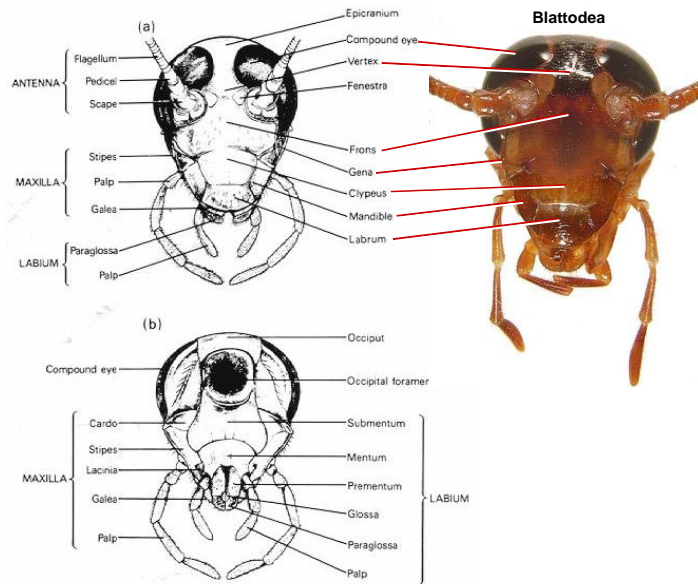 (a)
Epicranium
Blattodea
Compound eye
Flagellum
Vertex
ANTENNA
Pedicel
Fenestra
Scape
Frons
Stipes
Gena
MAXILLA
Palp
Clypeus
Galea
Mandible
Paraglossa
Labrum
LABIUM
Palp
(b)
Occiput
Compound eye
Occipital foramen
Cardo
Submentum
Stipes
Mentum
MAXILLA
Lacinia
Prementum
LABIUM
Galea
Glossa
Palp
Paraglossa
Palp